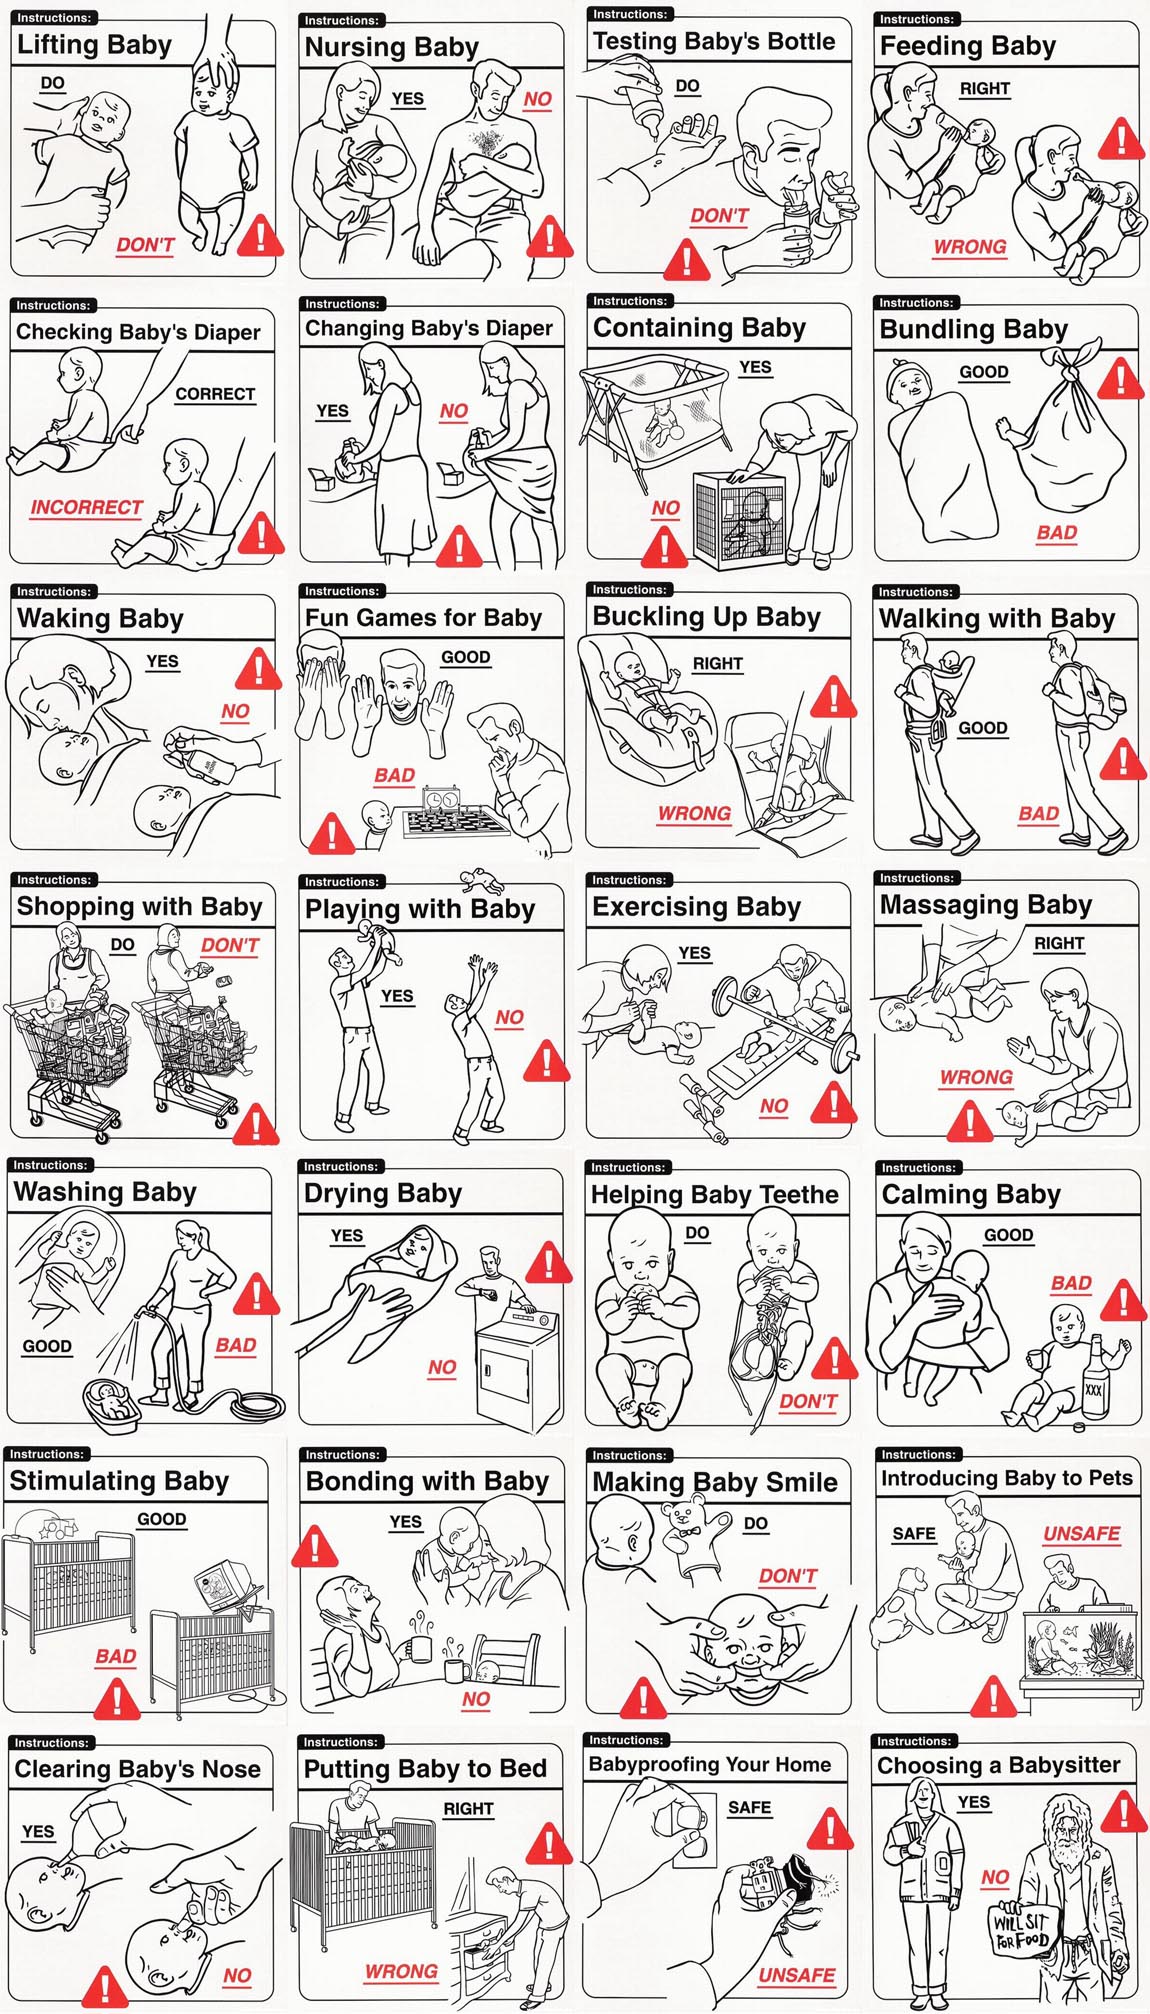 Instructions:
Lifting Baby
DO
DON'T
Instructions:
Nursing Baby
YES
NO
Instructions:
Testing Baby's Bottle
DO
DON'T
Instructions:
Feeding Baby
RIGHT
WRONG
Instructions:
Checking Baby's Diaper
CORRECT
INCORRECT
Instructions:
Changing Baby's Diaper
YES
NO
Instructions:
Containing Baby
YES
NO
Instructions:
Bundling Baby
GOOD
BAD
Instructions:
Waking Baby
YES
NO
AIR
HORN
Instructions:
Fun Games for Baby
GOOD
BAD
Instructions:
Buckling Up Baby
RIGHT
WRONG
Instructions:
Walking with Baby
GOOD
BAD
Instructions:
Shopping with Baby
DO
DON'T
Instructions:
Playing with Baby
YES
NO
Instructions:
Exercising Baby
YES
NO
Instructions:
Massaging Baby
RIGHT
WRONG
Instructions:
Washing Baby
GOOD
BAD
Instructions:
Drying Baby
YES
NO
Instructions:
Helping Baby Teethe
DO
DON'T
Instructions:
Calming Baby
GOOD
BAD
XXX
Instructions:
Stimulating Baby
GOOD
BAD
Instructions:
Bonding with Baby
YES
NO
Instructions:
Making Baby Smile
DO
DON'T
Instructions:
Introducing Baby to Pets
SAFE
UNSAFE
Instructions:
Clearing Baby's Nose
YES
NO
Instructions:
Putting Baby to Bed
RIGHT
WRONG
Instructions:
Babyproofing Your Home
SAFE
UNSAFE
Instructions:
Choosing a Babysitter
YES
NO
WILL SIT
FOR FOOD